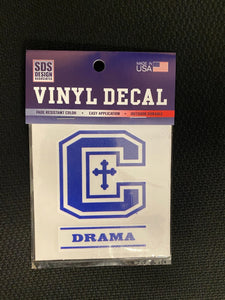 SDS
DESIGN
ASSOCIATES
MADE IN
USA
VINYL DECAL
FADE RESISTANT COLOR • EASY APPLICATION • OUTDOOR DURABLE
C
DRAMA